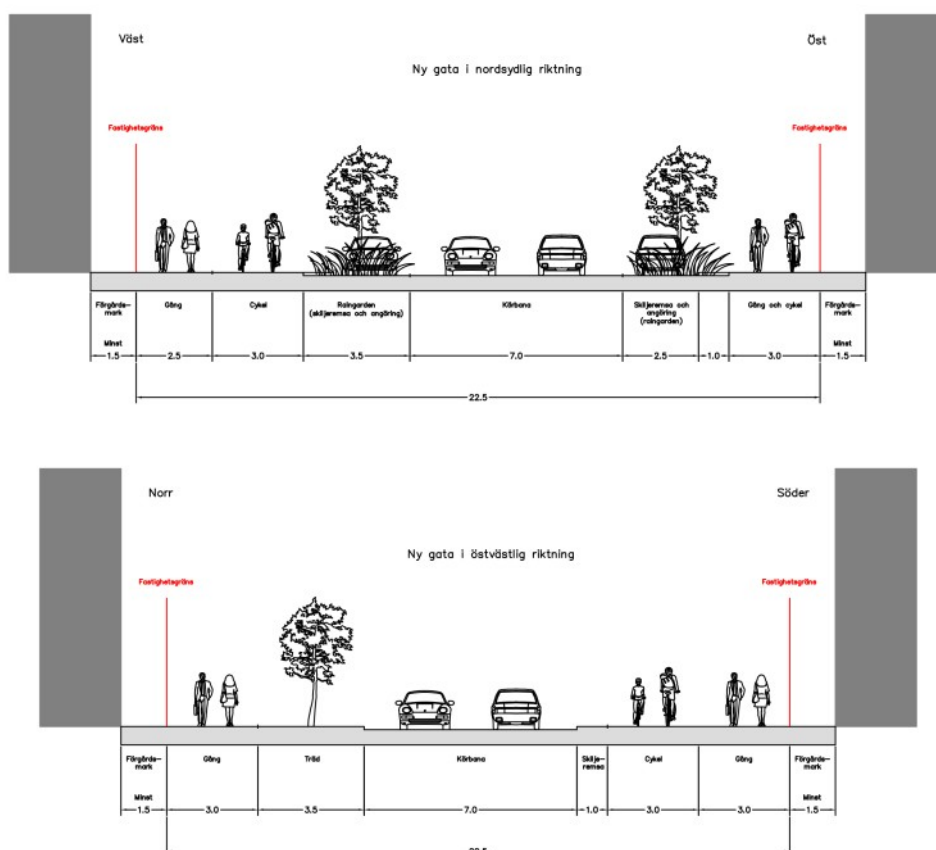 Väst
Öst
Ny gata i nordsydlig riktning
Fastighetsgräns
Fastighetsgräns
Förgårds-
mark
Minst
1.5
Gång
2.5
Cykel
3.0
Raingarden
(skiljeremsa och angöring)
3.5
Körbana
7.0
Skiljeremsa och
angöring
(raingarden)
2.5
1.0
Gång och cykel
3.0
Förgårds-
mark
Minst
1.5
22.5
Norr
Söder
Ny gata i östvästlig riktning
Fastighetsgräns
Fastighetsgräns
Förgårds-
mark
Minst
1.5
Gång
3.0
Träd
3.5
Körbana
7.0
Skilje-
remsa
1.0
Cykel
3.0
Gång
3.0
Förgårds-
mark
Minst
1.5